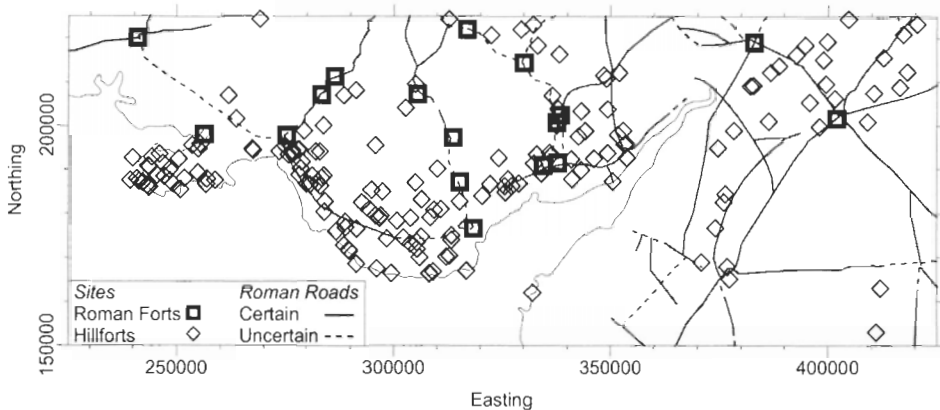 Northing
200000
150000
Sites Roman Roads
Roman Forts Certain
Hillforts Uncertain
250000 300000 350000 400000
Easting